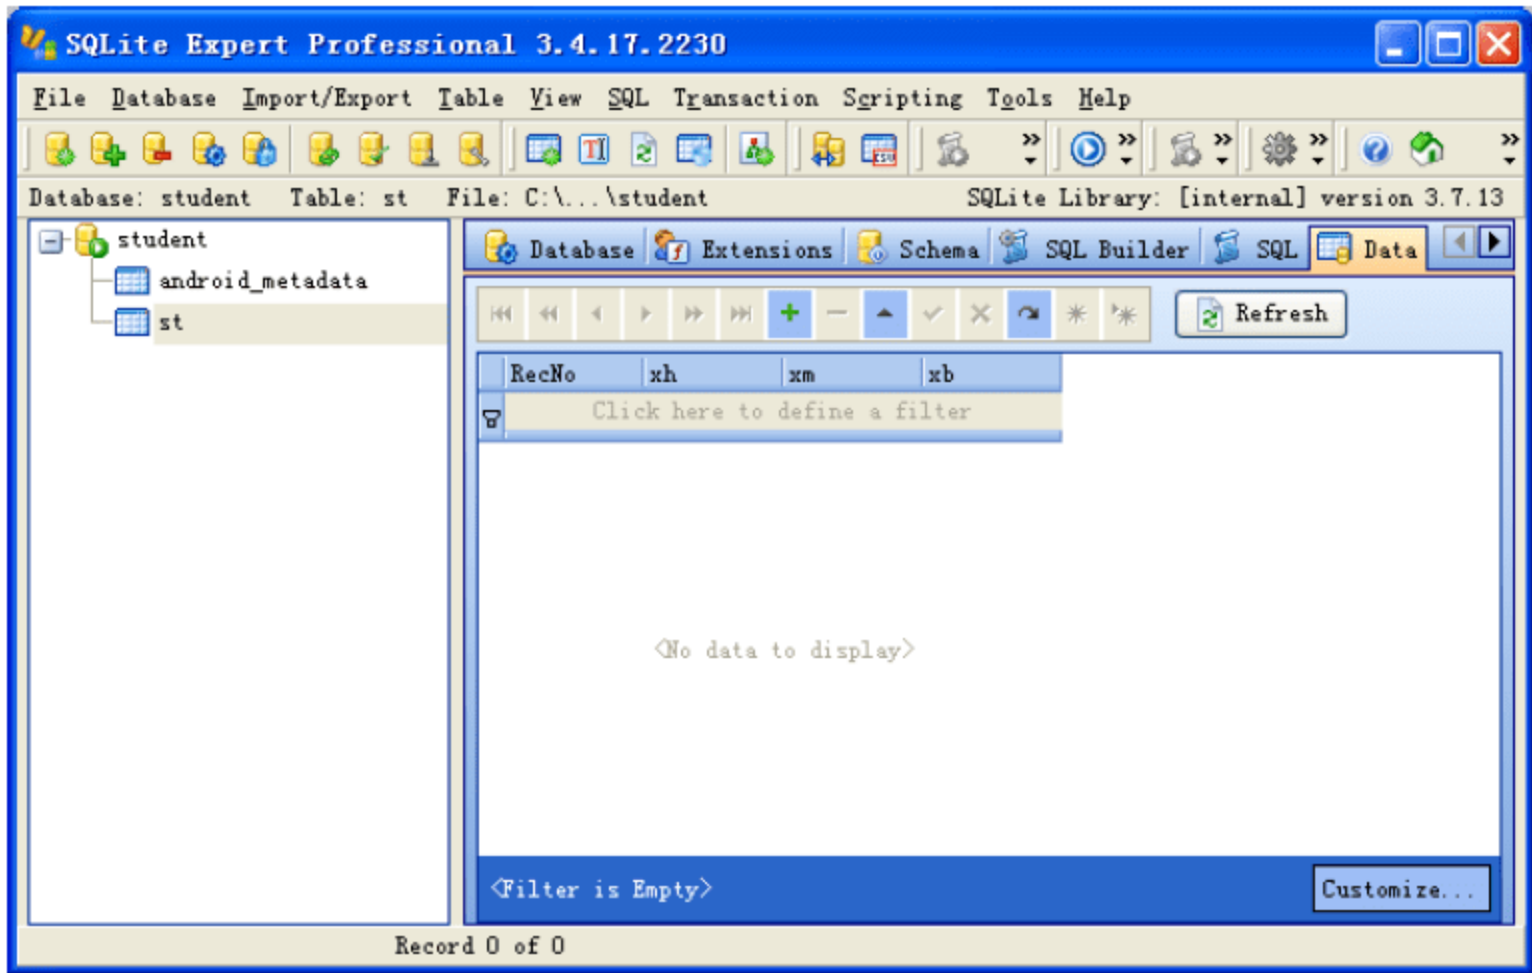 SQLite Expert Professional 3.4.17.2230
File Database Import/Export Table View SQL Transaction Scripting Tools Help
Database: student Table: st File: C:\...\student SQLite Library: [internal] version 3.7.13
student
android_metadata
st
Database Extensions Schema SQL Builder SQL Data
Refresh
RecNo xh xm xb
Click here to define a filter
<No data to display>
<Filter is Empty> Customize...
Record 0 of 0